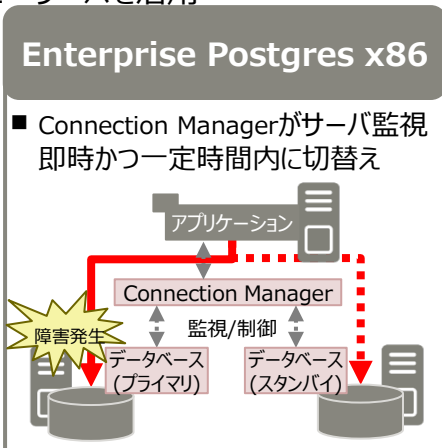 Enterprise Postgres x86
■ Connection Managerがサーバ監視
即時かつ一定時間内に切替え
アプリケーション
Connection Manager
障害発生
監視/制御
データベース
(プライマリ)
データベース
(スタンバイ)